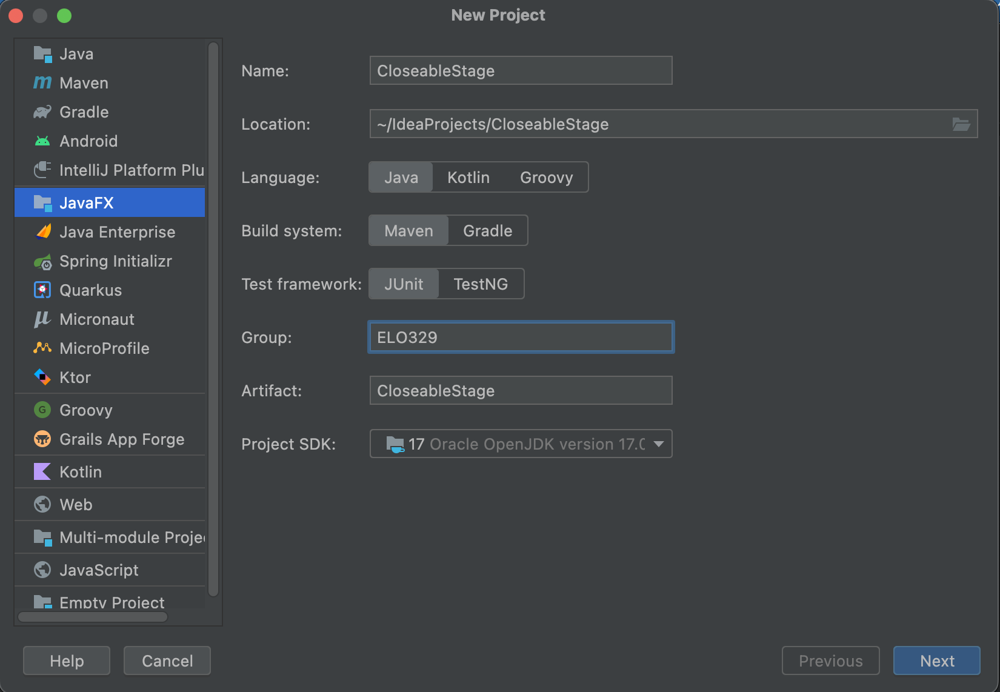 New Project
Java
Maven
Gradle
Android
IntelliJ Platform Plu
JavaFX
Java Enterprise
Spring Initializr
Quarkus
Micronaut
MicroProfile
Ktor
G
Groovy
Grails App Forge
Kotlin
Web
Multi-module Proje
JavaScript
Empty Project
Name: CloseableStage
Location: ~/IdeaProjects/CloseableStage
Language: Java Kotlin Groovy
Build system: Maven Gradle
Test framework: JUnit TestNG
Group: ELO329
Artifact: CloseableStage
Project SDK: 17 Oracle OpenJDK version 17.0
Help Cancel Previous Next